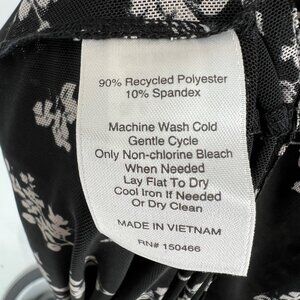 90% Recycled Polyester
10% Spandex
Machine Wash Cold
Gentle Cycle
Only Non-chlorine Bleach
When Needed
Lay Flat To Dry
Cool Iron If Needed
Or Dry Clean
MADE IN VIETNAM
RN# 150466